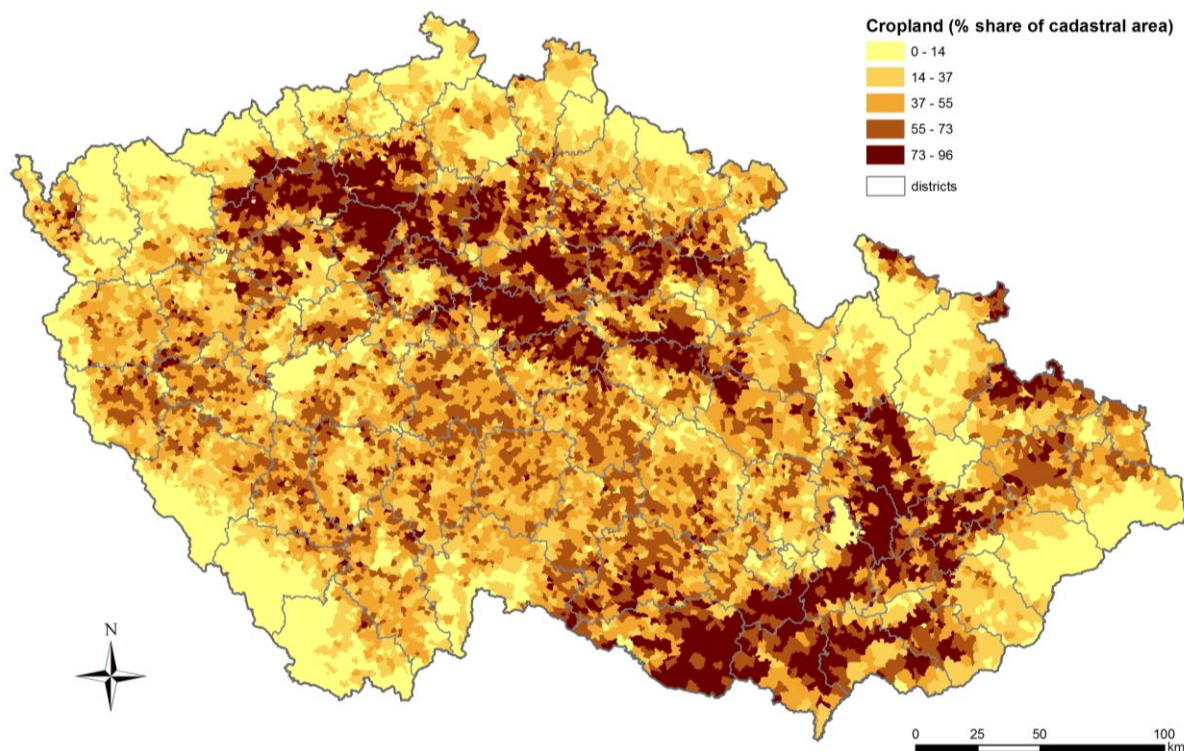 Cropland (% share of cadastral area)
0 - 14
14 - 37
37 - 55
55 - 73
73 - 96
districts
N
0 25 50 100
km